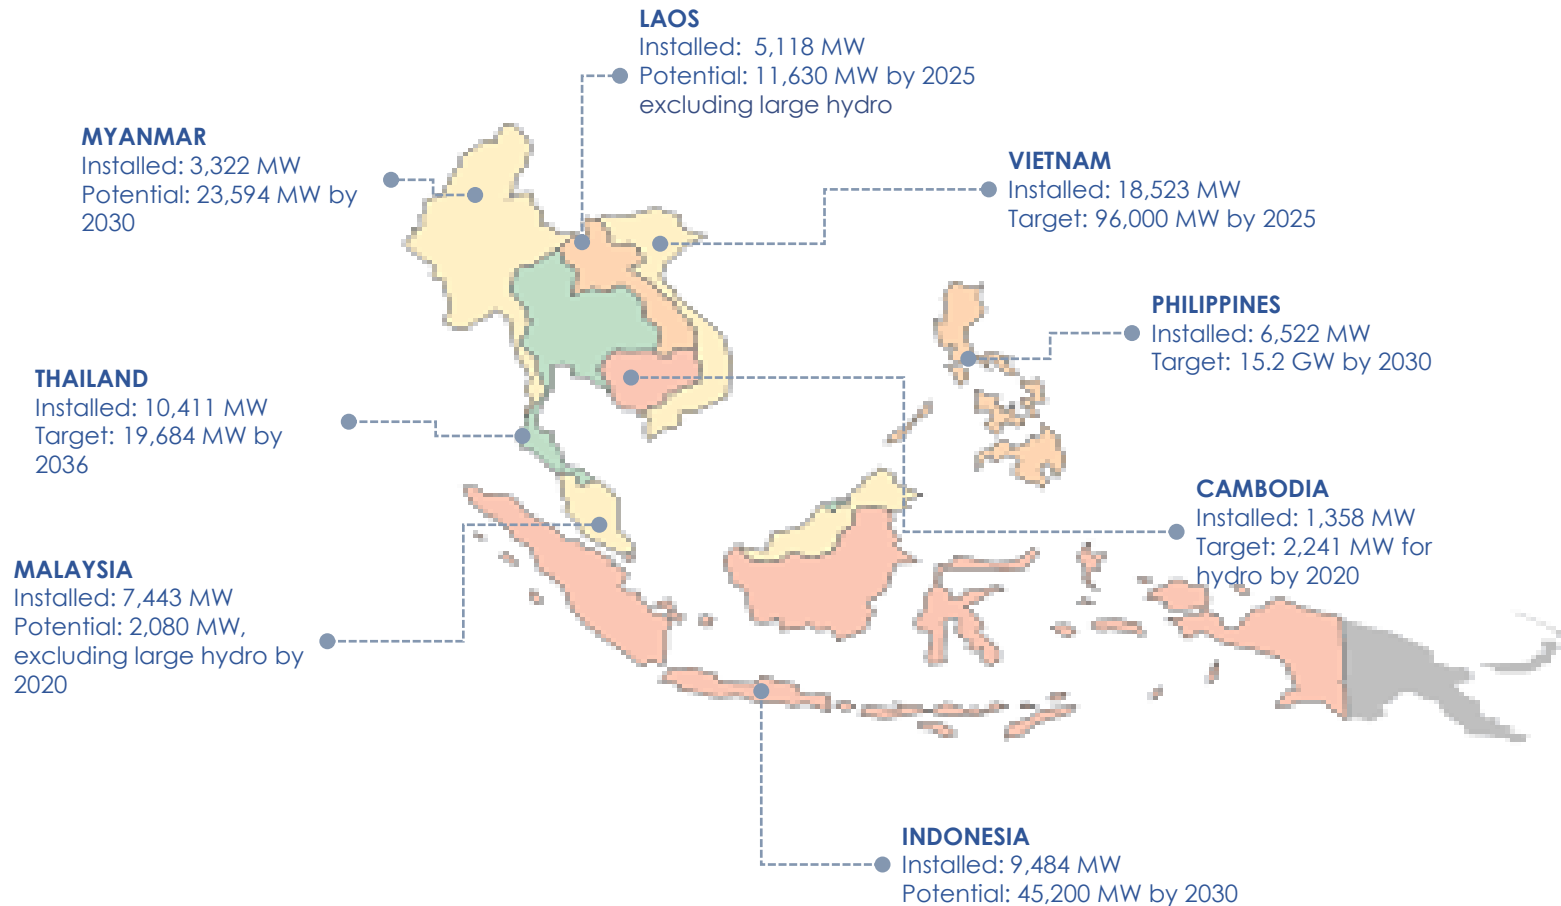 LAOS
Installed:  5,118 MW
Potential: 11,630 MW by 2025
excluding large hydro
MYANMAR
Installed: 3,322 MW
Potential: 23,594 MW by
2030
VIETNAM
Installed: 18,523 MW
Target: 96,000 MW by 2025
PHILIPPINES
Installed: 6,522 MW
Target: 15.2 GW by 2030
THAILAND
Installed: 10,411 MW
Target: 19,684 MW by
2036
CAMBODIA
Installed: 1,358 MW
Target: 2,241 MW for
hydro by 2020
MALAYSIA
Installed: 7,443 MW
Potential: 2,080 MW,
excluding large hydro by
2020
INDONESIA
Installed: 9,484 MW
Potential: 45,200 MW by 2030